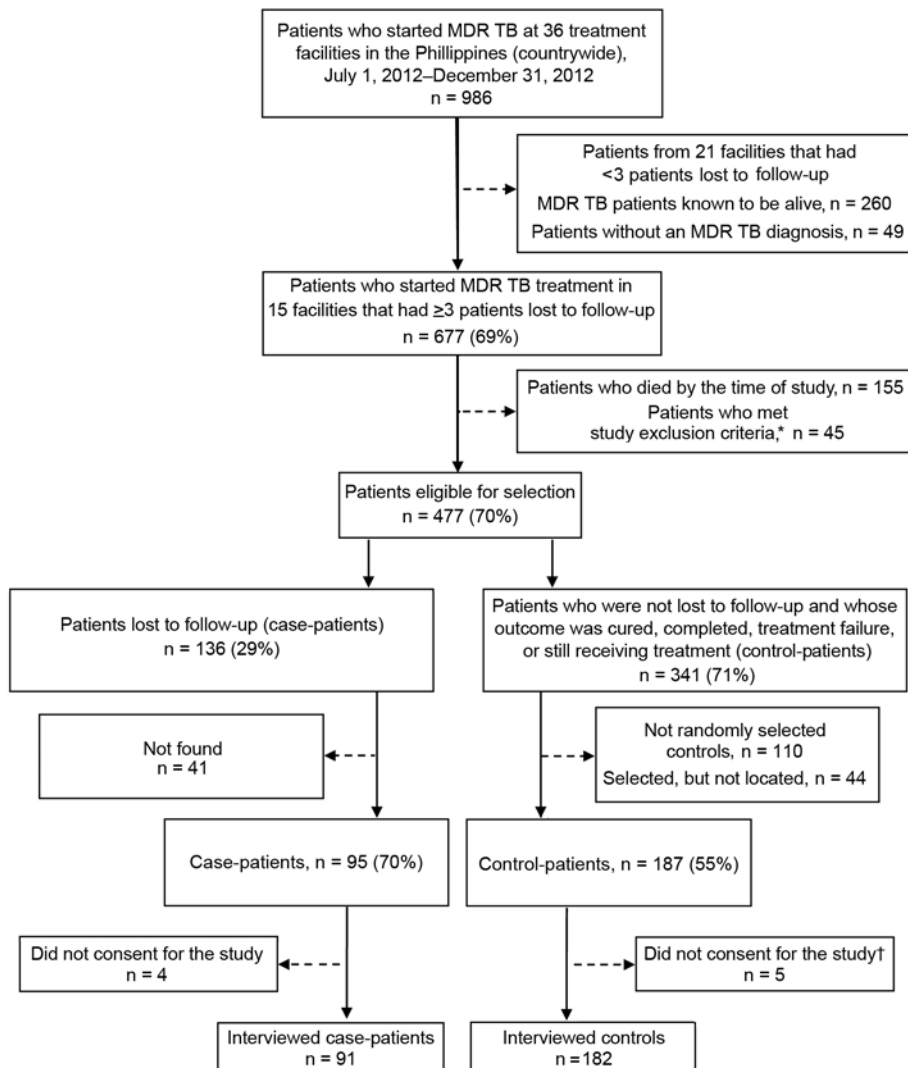 Patients who started MDR TB at 36 treatment
facilities in the Phillippines (countrywide),
July 1, 2012–December 31, 2012
n = 986
Patients from 21 facilities that had
<3 patients lost to follow-up
MDR TB patients known to be alive, n = 260
Patients without an MDR TB diagnosis, n = 49
Patients who started MDR TB treatment in
15 facilities that had ≥3 patients lost to follow-up
n = 677 (69%)
Patients who died by the time of study, n = 155
Patients who met
study exclusion criteria,* n = 45
Patients eligible for selection
n = 477 (70%)
Patients lost to follow-up (case-patients)
n = 136 (29%)
Patients who were not lost to follow-up and whose
outcome was cured, completed, treatment failure,
or still receiving treatment (control-patients)
n = 341 (71%)
Not found
n = 41
Not randomly selected
controls, n = 110
Selected, but not located, n = 44
Case-patients, n = 95 (70%)
Control-patients, n = 187 (55%)
Did not consent for the study
n = 4
Did not consent for the study†
n = 5
Interviewed case-patients
n = 91
Interviewed controls
n =182